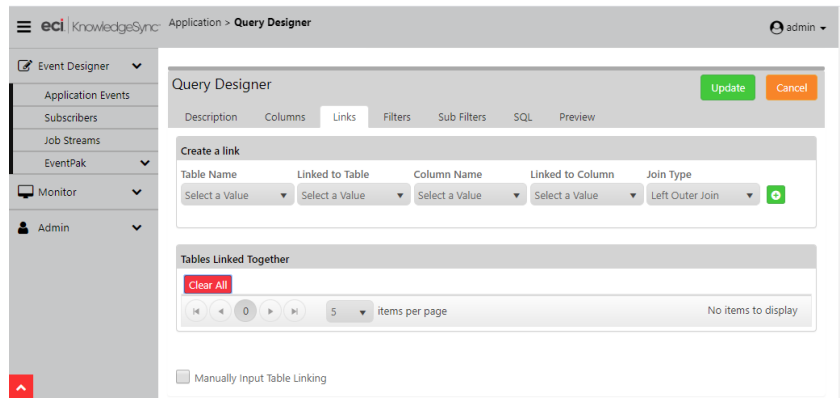 eci KnowledgeSync
Application > Query Designer
admin
Event Designer
Application Events
Subscribers
Job Streams
EventPak
Monitor
Admin
Query Designer
Update
Cancel
Description Columns Links Filters Sub Filters SQL Preview
Create a link
Table Name Linked to Table Column Name Linked to Column Join Type
Select a Value Select a Value Select a Value Select a Value Left Outer Join
Tables Linked Together
Clear All
0 5 items per page No items to display
Manually Input Table Linking